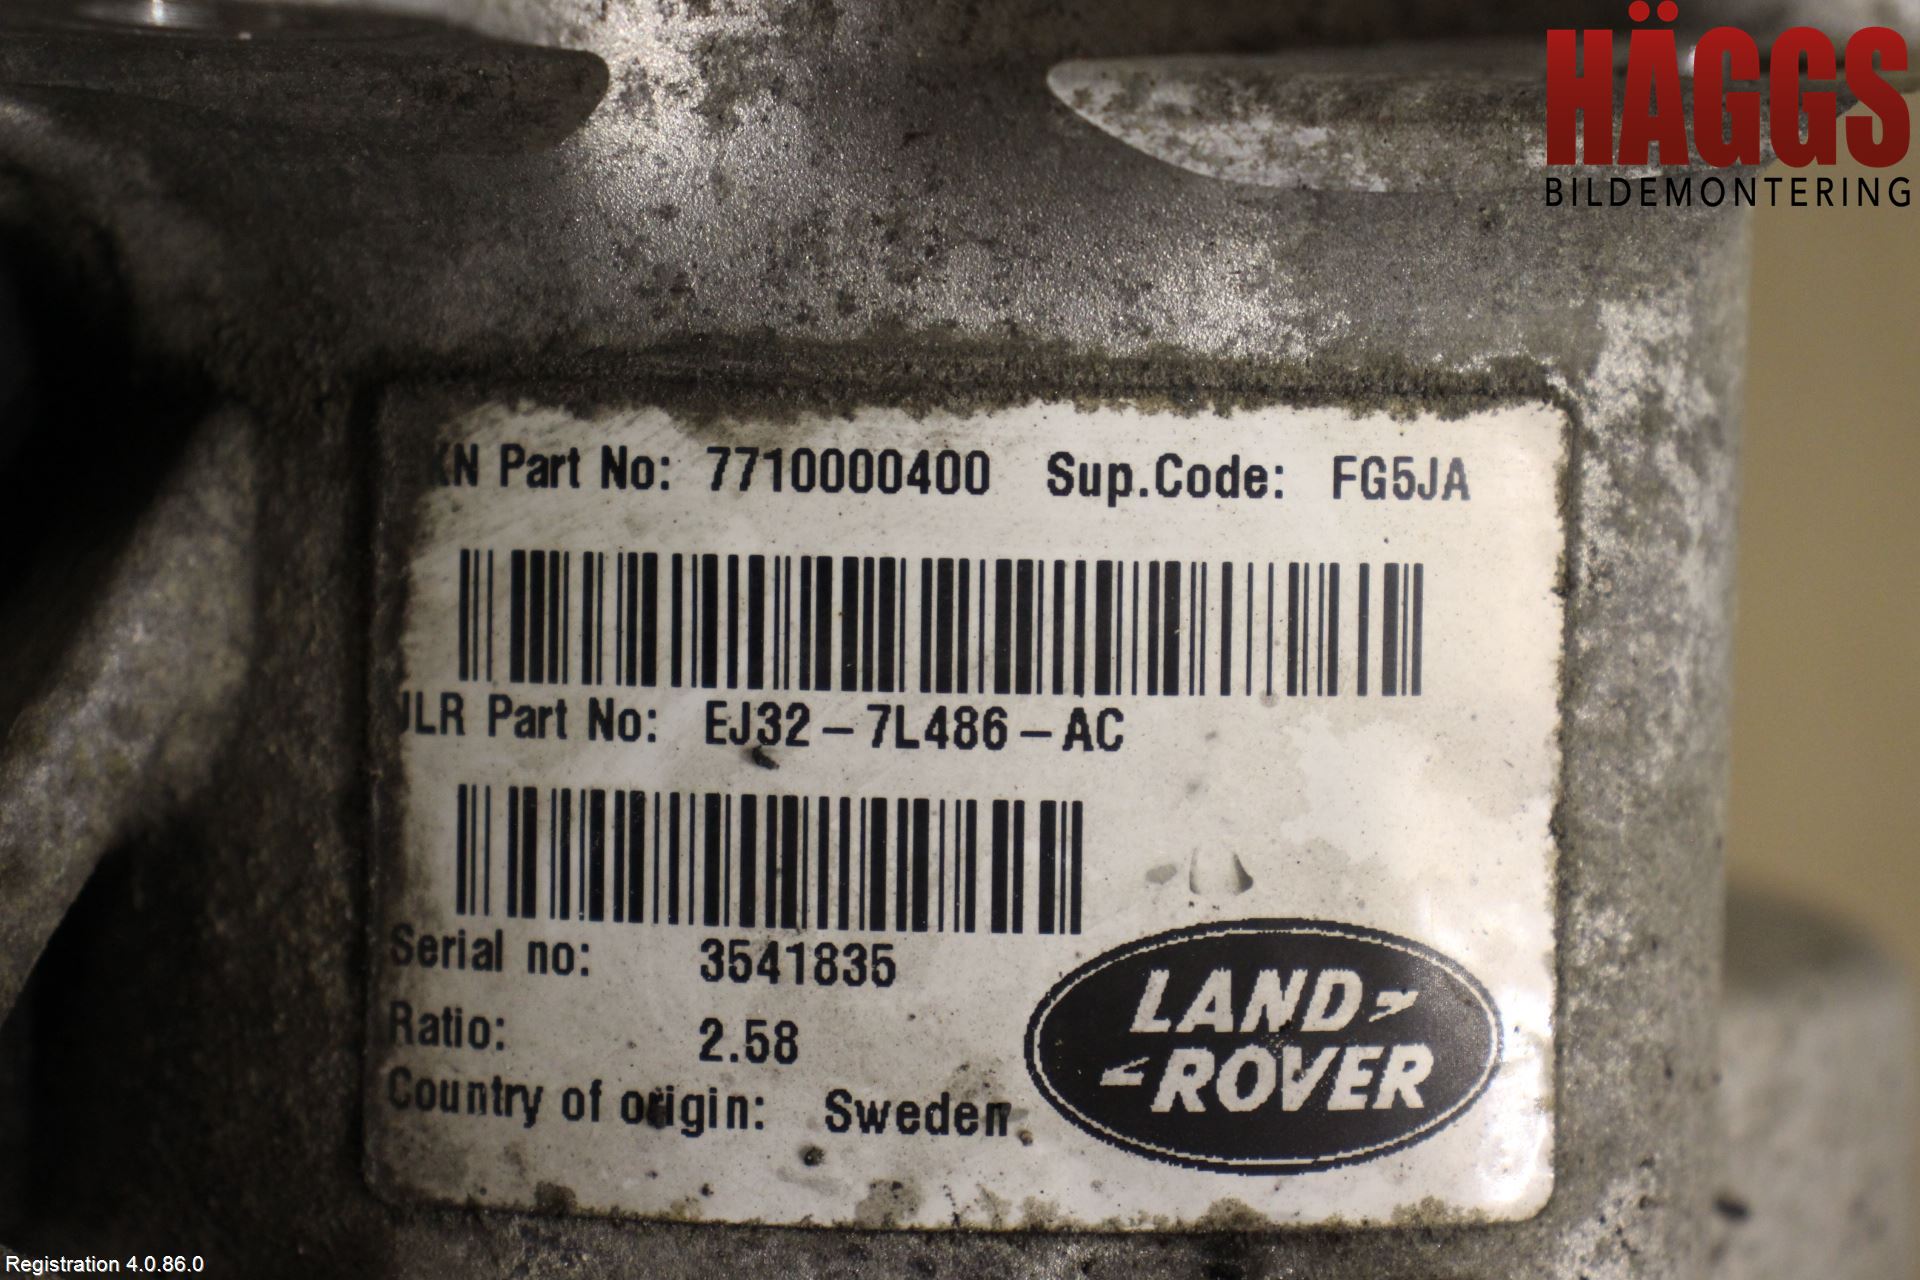 HÄGGS
BILDEMONTERING
KN Part No: 7710000400 Sup.Code: FG5JA
JLR Part No: EJ32-7L486-AC
Serial no: 3541835
Ratio: 2.58
Country of origin: Sweden
LAND
ROVER
Registration 4.0.86.0